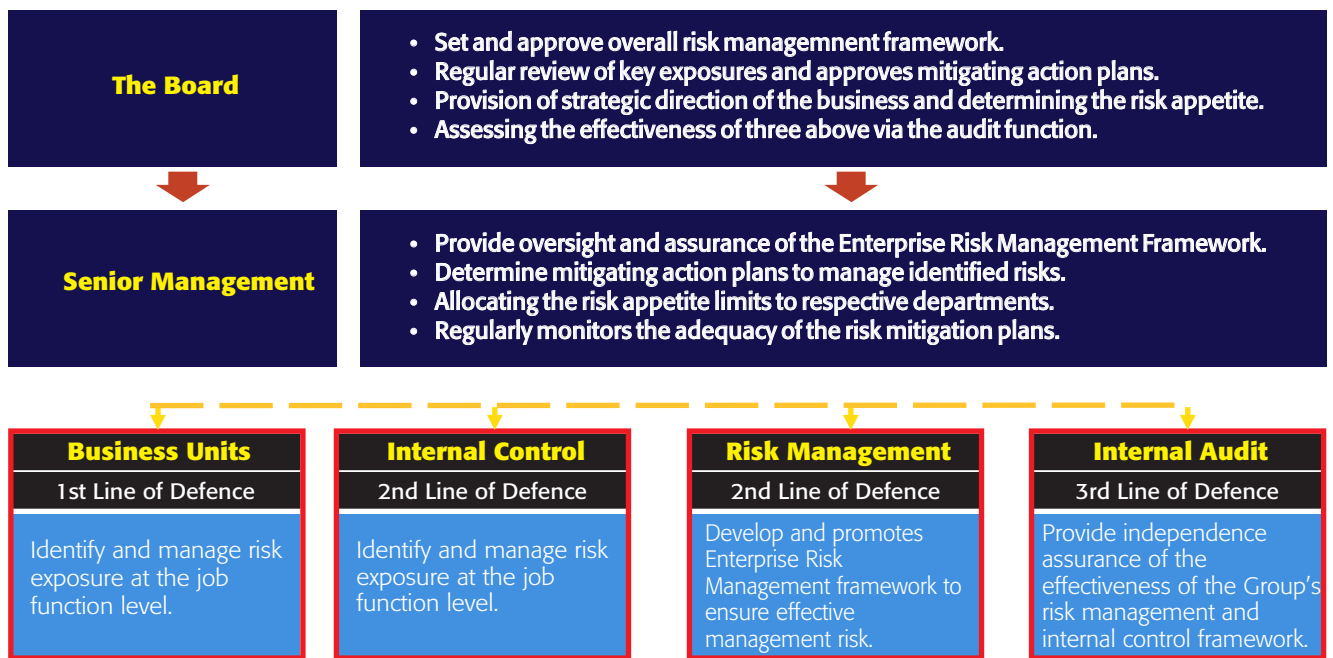 The Board
• Set and approve overall risk managemnent framework.
• Regular review of key exposures and approves mitigating action plans.
• Provision of strategic direction of the business and determining the risk appetite.
• Assessing the effectiveness of three above via the audit function.
Senior Management
• Provide oversight and assurance of the Enterprise Risk Management Framework.
• Determine mitigating action plans to manage identified risks.
• Allocating the risk appetite limits to respective departments.
• Regularly monitors the adequacy of the risk mitigation plans.
Business Units
1st Line of Defence
Identify and manage risk
exposure at the job
function level.
Internal Control
2nd Line of Defence
Identify and manage risk
exposure at the job
function level.
Risk Management
2nd Line of Defence
Develop and promotes
Enterprise Risk
Management framework to
ensure effective
management risk.
Internal Audit
3rd Line of Defence
Provide independence
assurance of the
effectiveness of the Group's
risk management and
internal control framework.